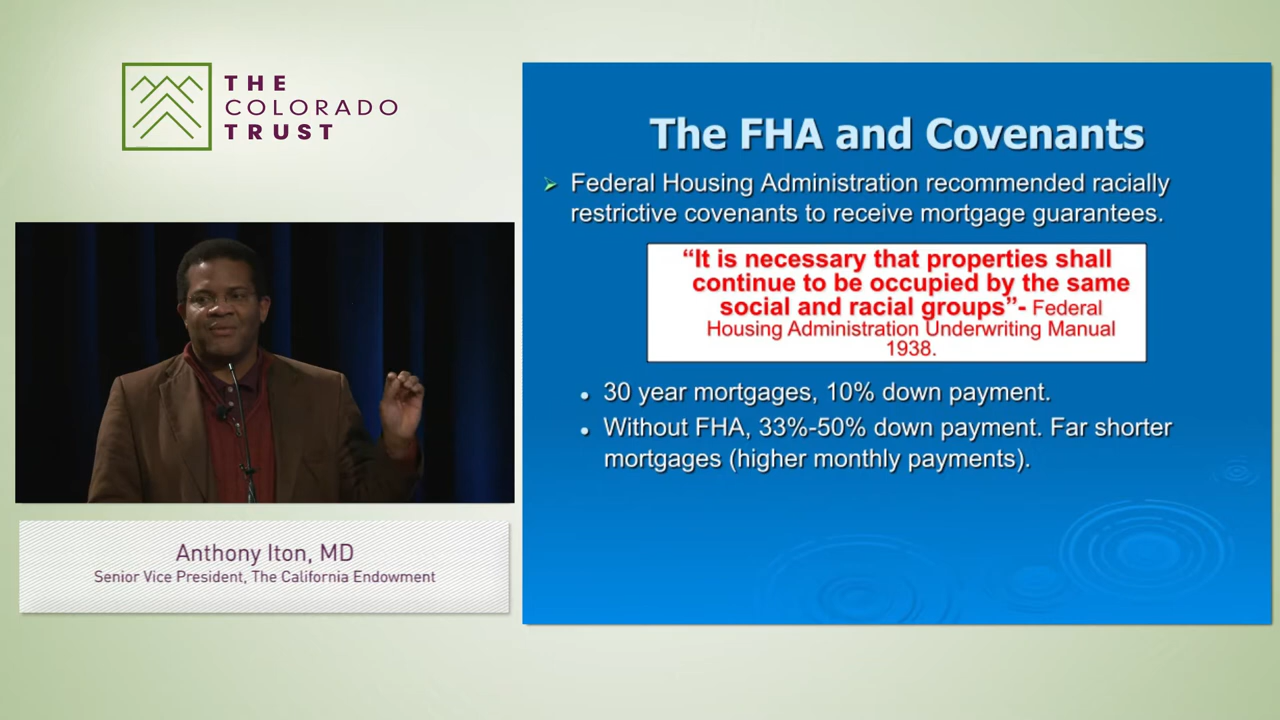 THE
COLORADO
TRUST
Anthony Iton, MD
Senior Vice President, The California Endowment
The FHA and Covenants
Federal Housing Administration recommended racially
restrictive covenants to receive mortgage guarantees.
“It is necessary that properties shall
continue to be occupied by the same
social and racial groups”- Federal
Housing Administration Underwriting Manual
1938.
30 year mortgages, 10% down payment.
Without FHA, 33%-50% down payment. Far shorter
mortgages (higher monthly payments).